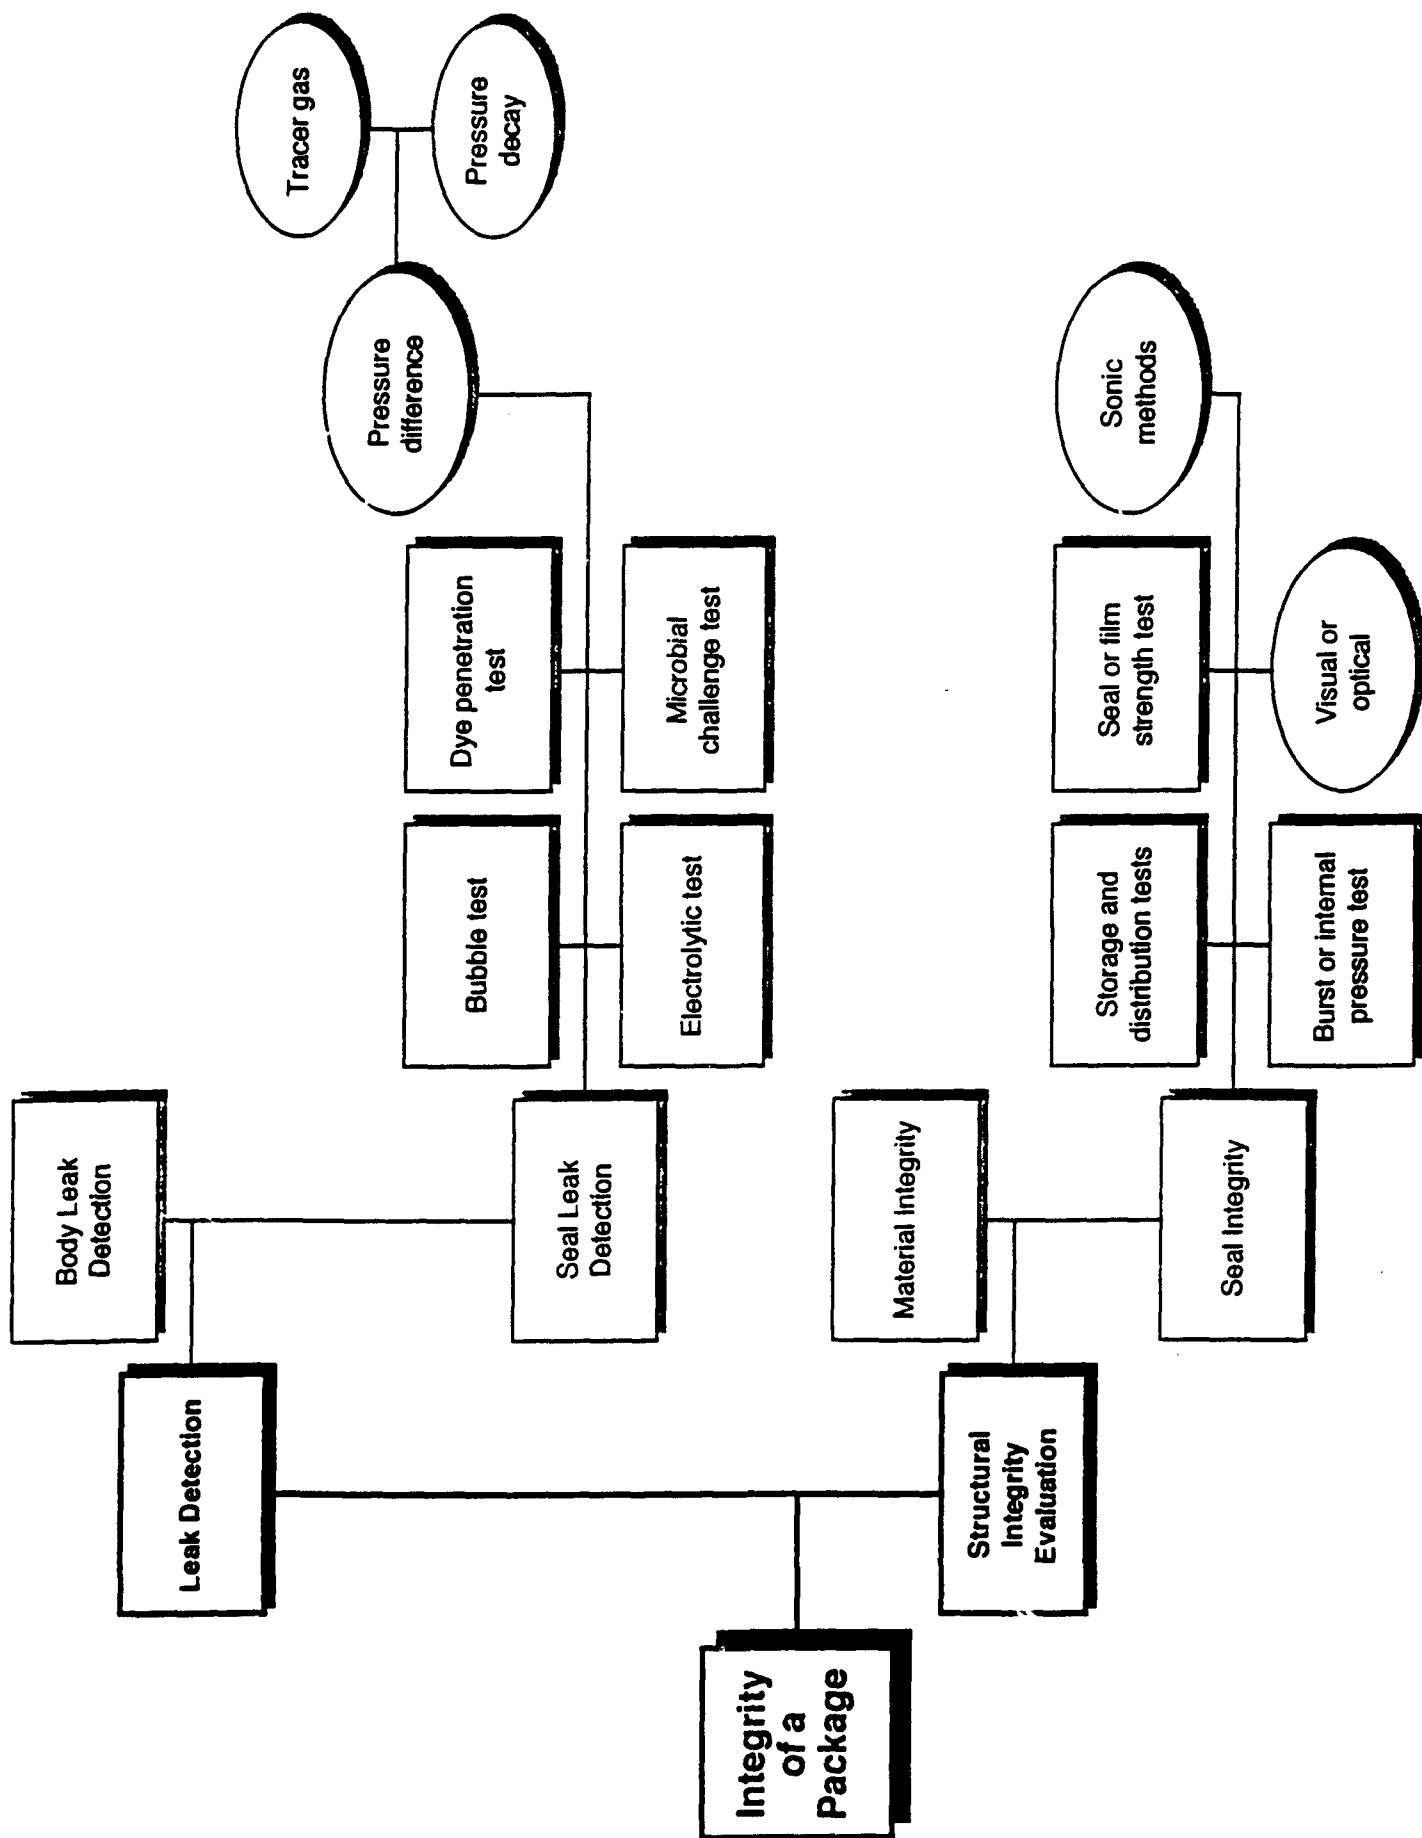 Integrity
of a
Package
Leak Detection
Structural
Integrity
Evaluation
Body Leak
Detection
Seal Leak
Detection
Material Integrity
Seal Integrity
Bubble test
Dye penetration
test
Electrolytic test
Microbial
challenge test
Pressure
difference
Tracer gas
Pressure
decay
Storage and
distribution tests
Seal or film
strength test
Burst or internal
pressure test
Visual or
optical
Sonic
methods